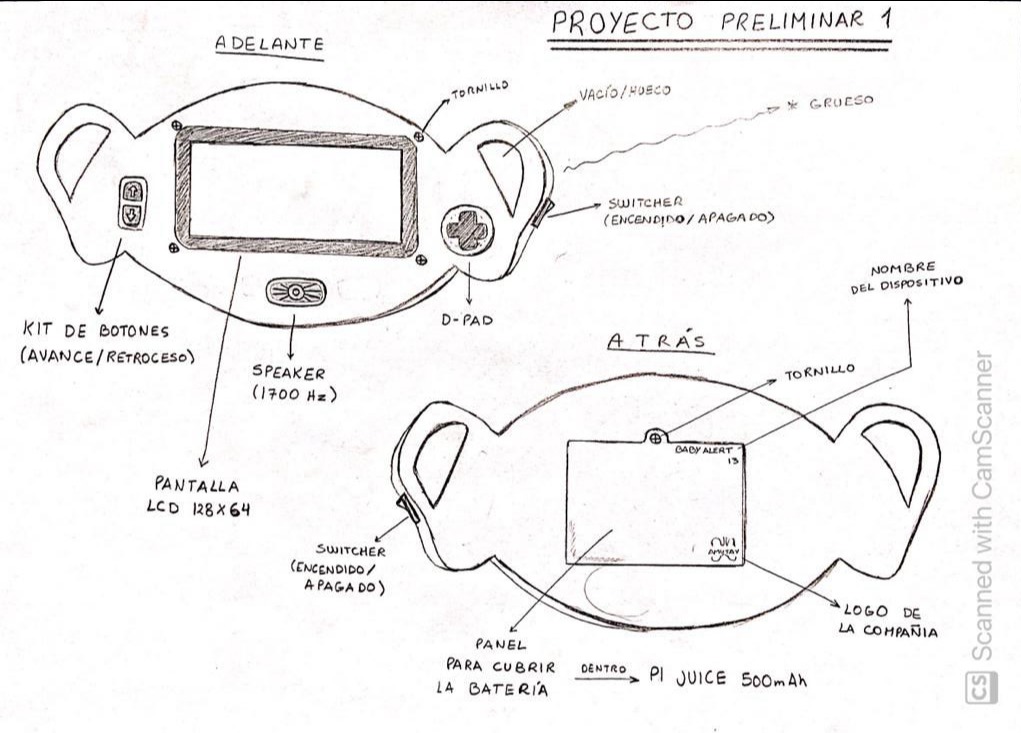 PROYECTO PRELIMINAR 1
ADELANTE
TORNILLO
VACÍO/HUECO
* GRUESO
SWITCHER
(ENCENDIDO/APAGADO)
D-PAD
KIT DE BOTONES
(AVANCE/RETROCESO)
SPEAKER
(1700 Hz)
PANTALLA
LCD 128X64
NOMBRE
DEL DISPOSITIVO
ATRÁS
TORNILLO
BABY ALERT
13
SWITCHER
(ENCENDIDO/
APAGADO)
LOGO DE
LA COMPAÑIA
PANEL
PARA CUBRIR
LA BATERÍA
DENTRO
PI JUICE 500mAh
CS Scanned with CamScanner